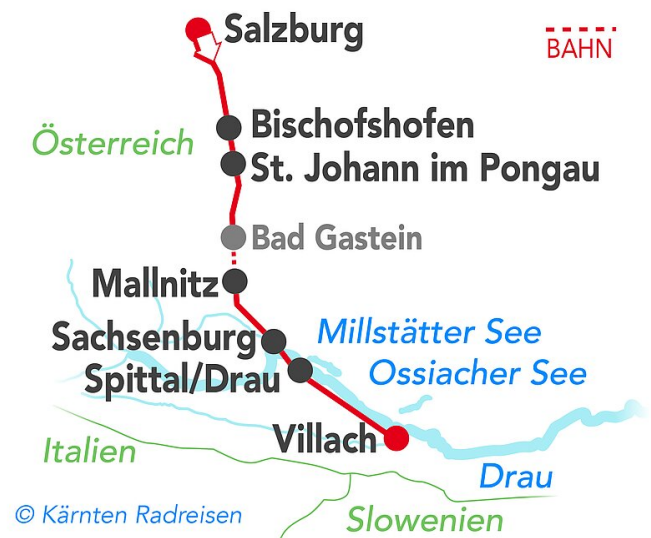 Salzburg
BAHN
Bischofshofen
Österreich
St. Johann im Pongau
Bad Gastein
Mallnitz
Millstätter See
Sachsenburg
Ossiacher See
Spittal/Drau
Villach
Italien
Drau
© Kärnten Radreisen
Slowenien